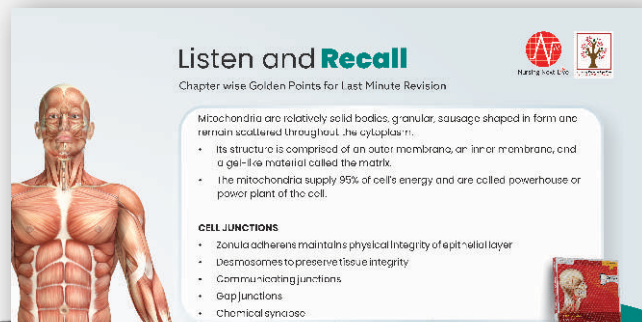 Listen and Recall
Nursing Next Live
Chapter wise Golden Points for Last Minute Revision
Mitochondria are relatively solid bodies, granular, sausage shaped in form and
remain scattered throughout the cytoplasm.
• Its structure is comprised of an outer membrane, an inner membrane, and
a gel-like material called the matrix.
• The mitochondria supply 95% of cell's energy and are called powerhouse or
power plant of the cell.
CELL JUNCTIONS
• Zonula adherens maintains physical Integrity of epithelial layer
• Desmosomes to preserve tissue integrity
• Communicating junctions
• Gap junctions
• Chemical synapse